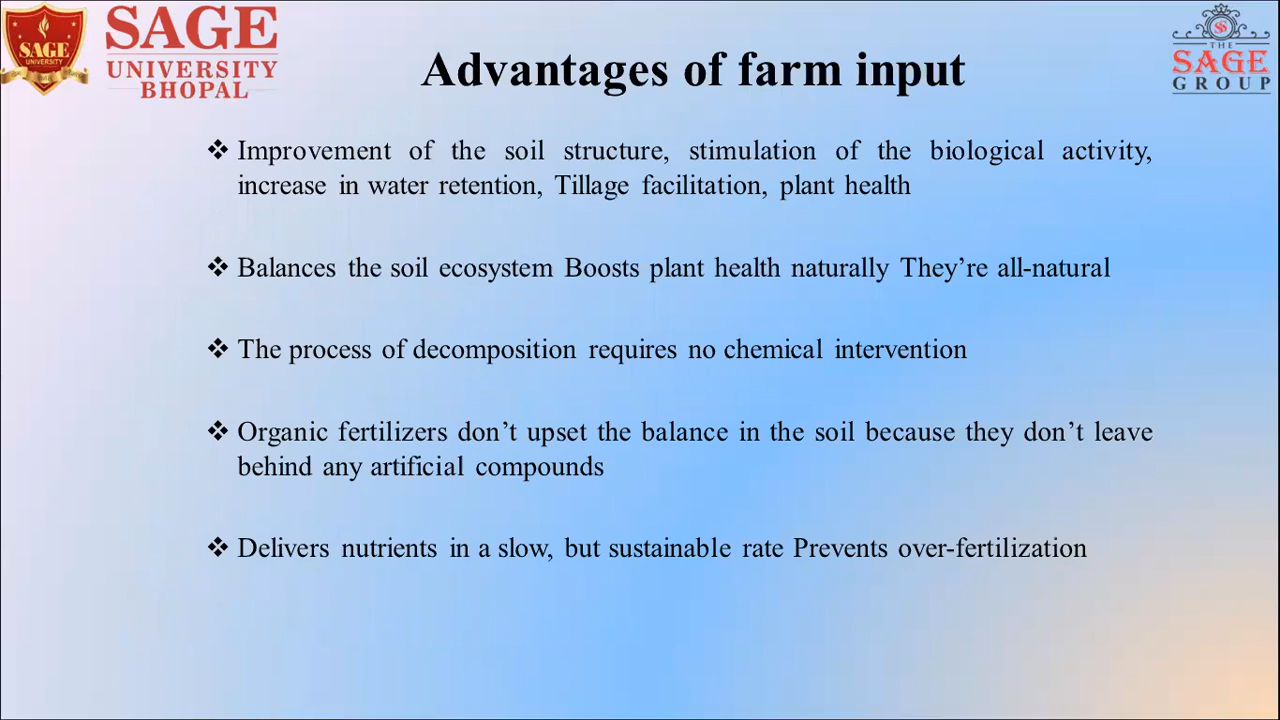 SAGE
UNIVERSITY
SAGE
UNIVERSITY
BHOPAL
THE
SAGE
GROUP
Advantages of farm input
❖ Improvement of the soil structure, stimulation of the biological activity,
increase in water retention, Tillage facilitation, plant health
❖ Balances the soil ecosystem Boosts plant health naturally They’re all-natural
❖ The process of decomposition requires no chemical intervention
❖ Organic fertilizers don’t upset the balance in the soil because they don’t leave
behind any artificial compounds
❖ Delivers nutrients in a slow, but sustainable rate Prevents over-fertilization